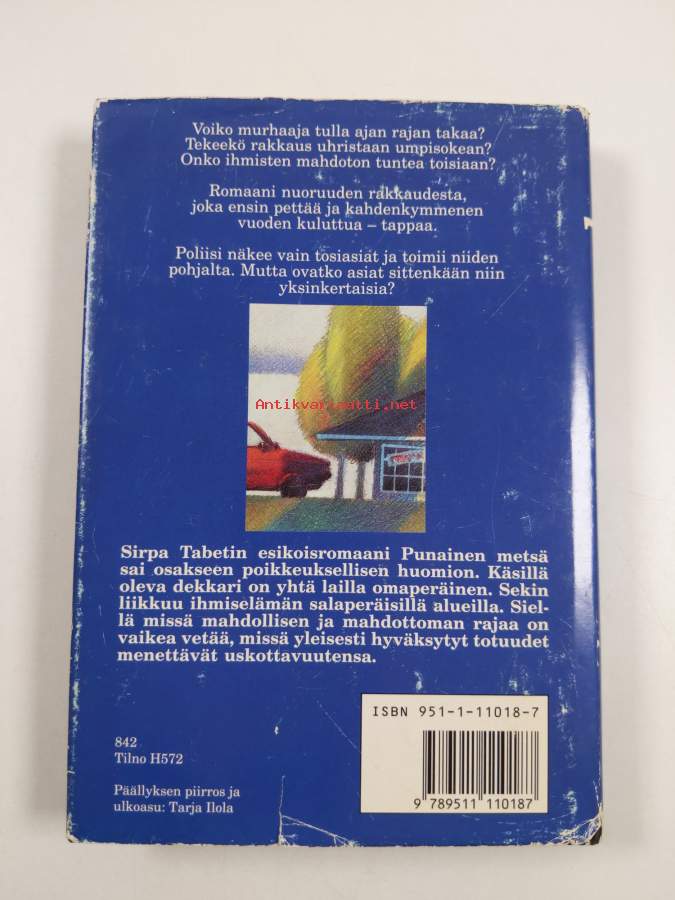 Voiko murhaaja tulla ajan rajan takaa?
Tekeekö rakkaus uhristaan umpisokean?
Onko ihmisten mahdoton tuntea toisiaan?
Romaani nuoruuden rakkaudesta,
joka ensin pettää ja kahdenkymmenen
vuoden kuluttua – tappaa.
Poliisi näkee vain tosiasiat ja toimii niiden
pohjalta. Mutta ovatko asiat sittenkään niin
yksinkertaisia?
Antikvariaatti.net
Sirpa Tabetin esikoisromaani Punainen metsä
sai osakseen poikkeuksellisen huomion. Käsillä
oleva dekkari on yhtä lailla omaperäinen. Sekin
liikkuu ihmiselämän salaperäisillä alueilla. Siel-
lä missä mahdollisen ja mahdottoman rajaa on
vaikea vetää, missä yleisesti hyväksytyt totuudet
menettävät uskottavuutensa.
ISBN 951-1-11018-7
842
Tilno H572
Päällyksen piirros ja
ulkoasu: Tarja Ilola
9 789511 110187